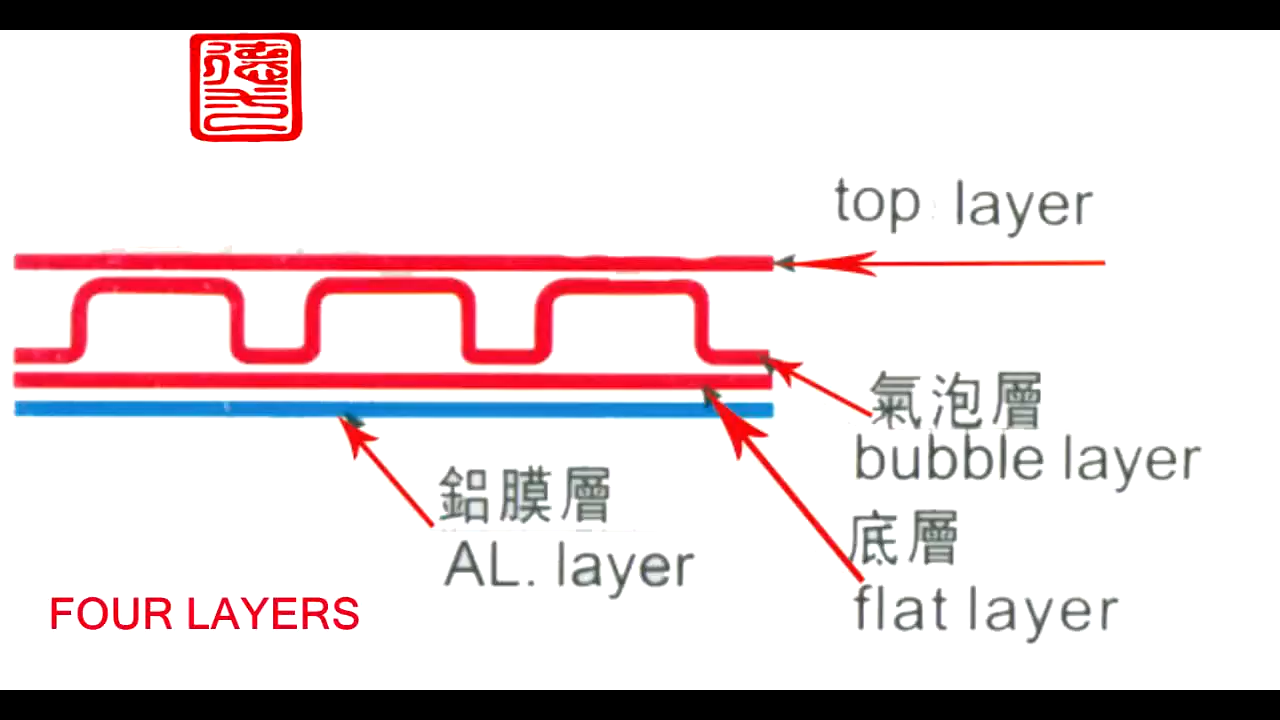 top layer
氣泡層
bubble layer
鋁膜層
底層
AL. layer
flat layer
FOUR LAYERS